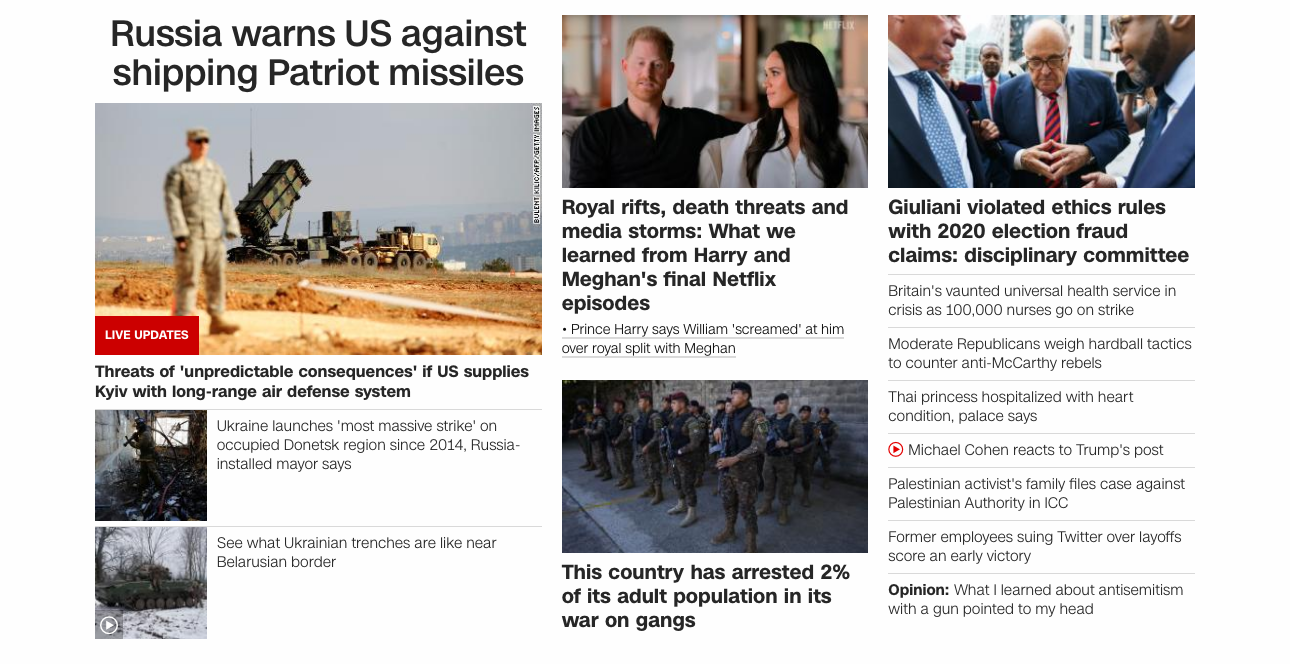 Russia warns US against
shipping Patriot missiles
BULENT KILIC/AFP/GETTY IMAGES
LIVE UPDATES
Threats of 'unpredictable consequences' if US supplies
Kyiv with long-range air defense system
Ukraine launches 'most massive strike' on
occupied Donetsk region since 2014, Russia-
installed mayor says
See what Ukrainian trenches are like near
Belarusian border
NETFLIX
Royal rifts, death threats and
media storms: What we
learned from Harry and
Meghan's final Netflix
episodes
• Prince Harry says William 'screamed' at him
over royal split with Meghan
This country has arrested 2%
of its adult population in its
war on gangs
Giuliani violated ethics rules
with 2020 election fraud
claims: disciplinary committee
Britain's vaunted universal health service in
crisis as 100,000 nurses go on strike
Moderate Republicans weigh hardball tactics
to counter anti-McCarthy rebels
Thai princess hospitalized with heart
condition, palace says
Michael Cohen reacts to Trump's post
Palestinian activist's family files case against
Palestinian Authority in ICC
Former employees suing Twitter over layoffs
score an early victory
Opinion: What I learned about antisemitism
with a gun pointed to my head